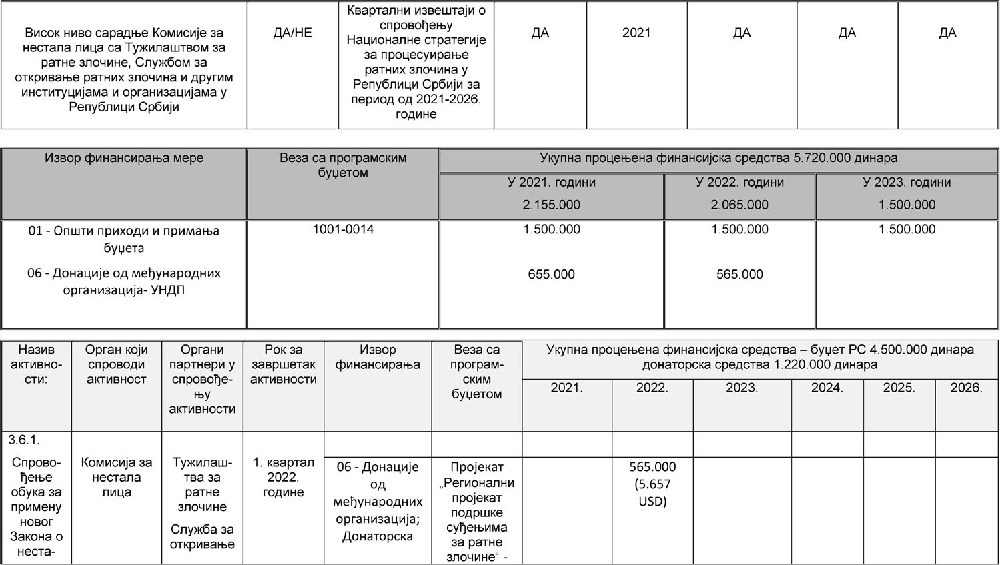 Висок ниво сарадње Комисије за
нестала лица са Тужилаштвом за
ратне злочине, Службом за
откривање ратних злочина и другим
институцијама и организацијама у
Републици Србији
ДА/НЕ
Квартални извештаји о
спровођењу
Националне стратегије
за процесуирање
ратних злочина у
Републици Србији за
период од 2021-2026.
године
ДА
2021
ДА
ДА
ДА
Извор финансирања мере
Веза са програмским
буџетом
Укупна процењена финансијска средства 5.720.000 динара
У 2021. години
2.155.000
У 2022. години
2.065.000
У 2023. години
1.500.000
01 - Општи приходи и примања
буџета
1001-0014
1.500.000
1.500.000
1.500.000
06 - Донације од међународних
организација- УНДП
655.000
565.000
Назив
активно-
сти:
Орган који
спроводи
активност
Органи
партнери у
спровође-
њу
активности
Рок за
завршетак
активности
Извор
финансирања
Веза са
програм-
ским
буџетом
Укупна процењена финансијска средства – буџет РС 4.500.000 динара
донаторска средства 1.220.000 динара
2021.
2022.
2023.
2024.
2025.
2026.
3.6.1.
Спрово-
ђење
обука за
примену
новог
Закона о
неста-
Комисија за
нестала
лица
Тужилаш-
тва за
ратне
злочине
Служба за
откривање
1. квартал
2022.
године
06 - Донације
од
међународних
организација;
Донаторска
Пројекат
„Регионални
пројекат
подршке
суђењима
за ратне
злочине“ -
565.000
(5.657
USD)